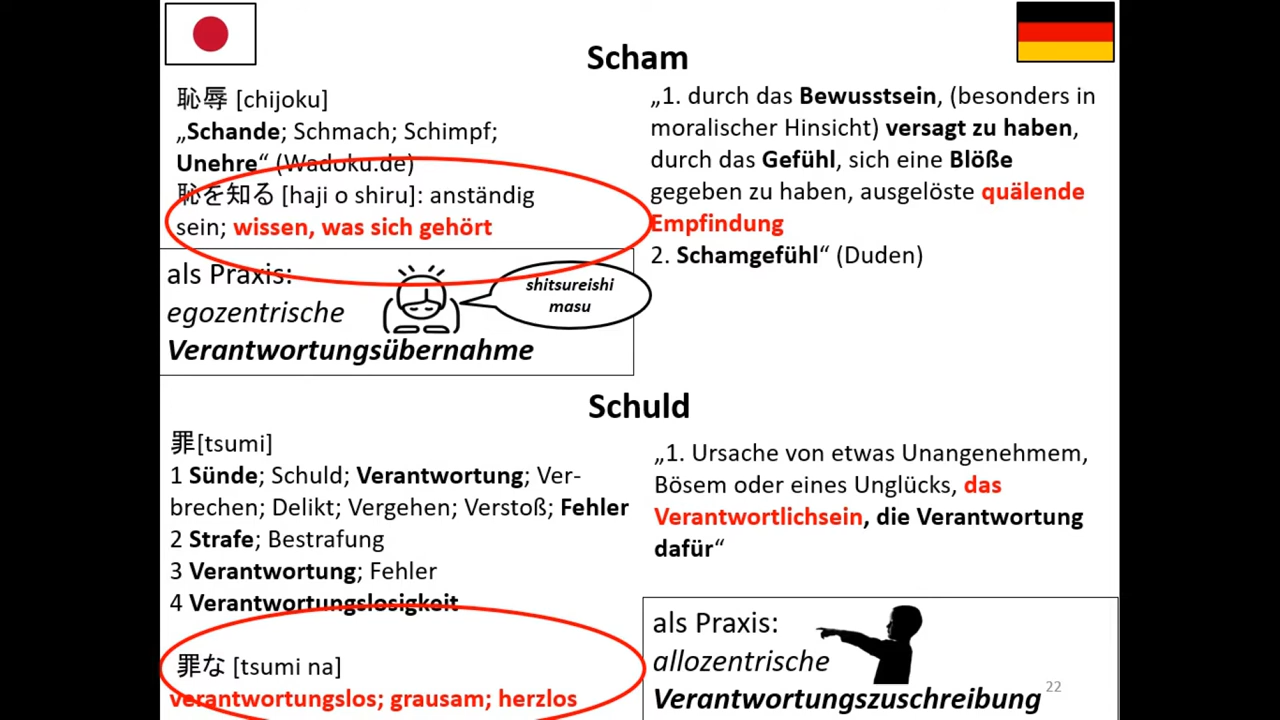 Scham
恥辱 [chijoku]
„Schande; Schmach; Schimpf;
Unehre“ (Wadoku.de)
恥を知る [haji o shiru]: anständig
sein; wissen, was sich gehört
als Praxis:
egozentrische
Verantwortungsübernahme
shitsureishi
masu
„1. durch das Bewusstsein, (besonders in
moralischer Hinsicht) versagt zu haben,
durch das Gefühl, sich eine Blöße
gegeben zu haben, ausgelöste quälende
Empfindung
2. Schamgefühl“ (Duden)
Schuld
罪[tsumi]
1 Sünde; Schuld; Verantwortung; Ver-
brechen; Delikt; Vergehen; Verstoß; Fehler
2 Strafe; Bestrafung
3 Verantwortung; Fehler
4 Verantwortungslosigkeit
罪な [tsumi na]
verantwortungslos; grausam; herzlos
„1. Ursache von etwas Unangenehmem,
Bösem oder eines Unglücks, das
Verantwortlichsein, die Verantwortung
dafür“
als Praxis:
allozentrische
Verantwortungszuschreibung
22